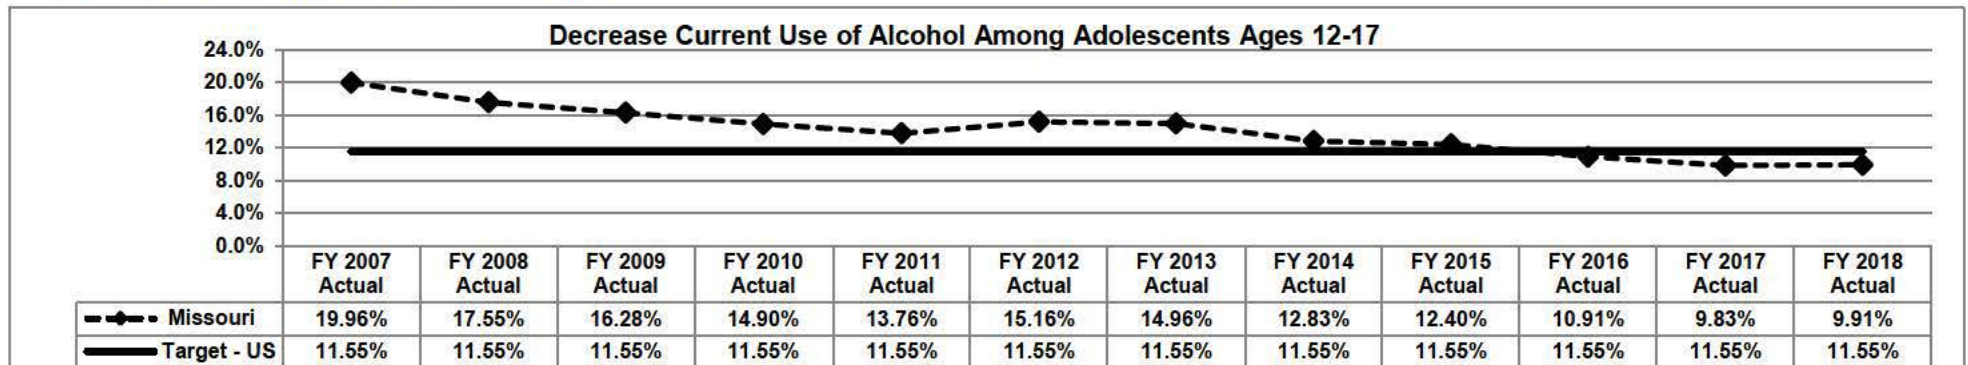 Decrease Current Use of Alcohol Among Adolescents Ages 12-17
24.0%
20.0%
16.0%
12.0%
8.0%
4.0%
0.0%
FY 2007 Actual FY 2008 Actual FY 2009 Actual FY 2010 Actual FY 2011 Actual FY 2012 Actual FY 2013 Actual FY 2014 Actual FY 2015 Actual FY 2016 Actual FY 2017 Actual FY 2018 Actual
Missouri 19.96% 17.55% 16.28% 14.90% 13.76% 15.16% 14.96% 12.83% 12.40% 10.91% 9.83% 9.91%
Target - US 11.55% 11.55% 11.55% 11.55% 11.55% 11.55% 11.55% 11.55% 11.55% 11.55% 11.55% 11.55%